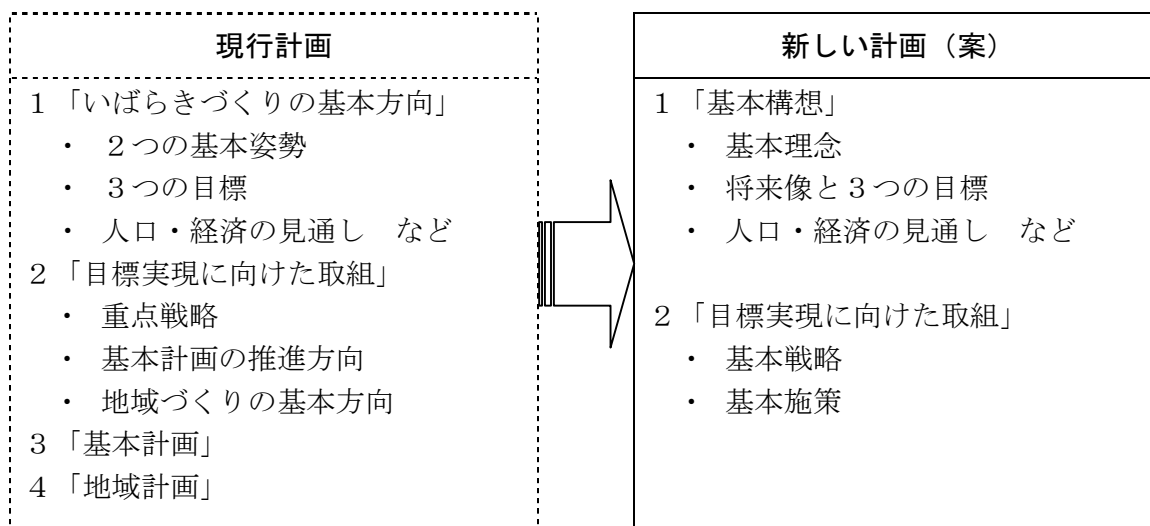 現行計画
1「いばらきづくりの基本方向」
・ 2つの基本姿勢
・ 3つの目標
・ 人口・経済の見通し など
2「目標実現に向けた取組」
・ 重点戦略
・ 基本計画の推進方向
・ 地域づくりの基本方向
3「基本計画」
4「地域計画」
新しい計画(案)
1「基本構想」
・ 基本理念
・ 将来像と3つの目標
・ 人口・経済の見通し など
2「目標実現に向けた取組」
・ 基本戦略
・ 基本施策